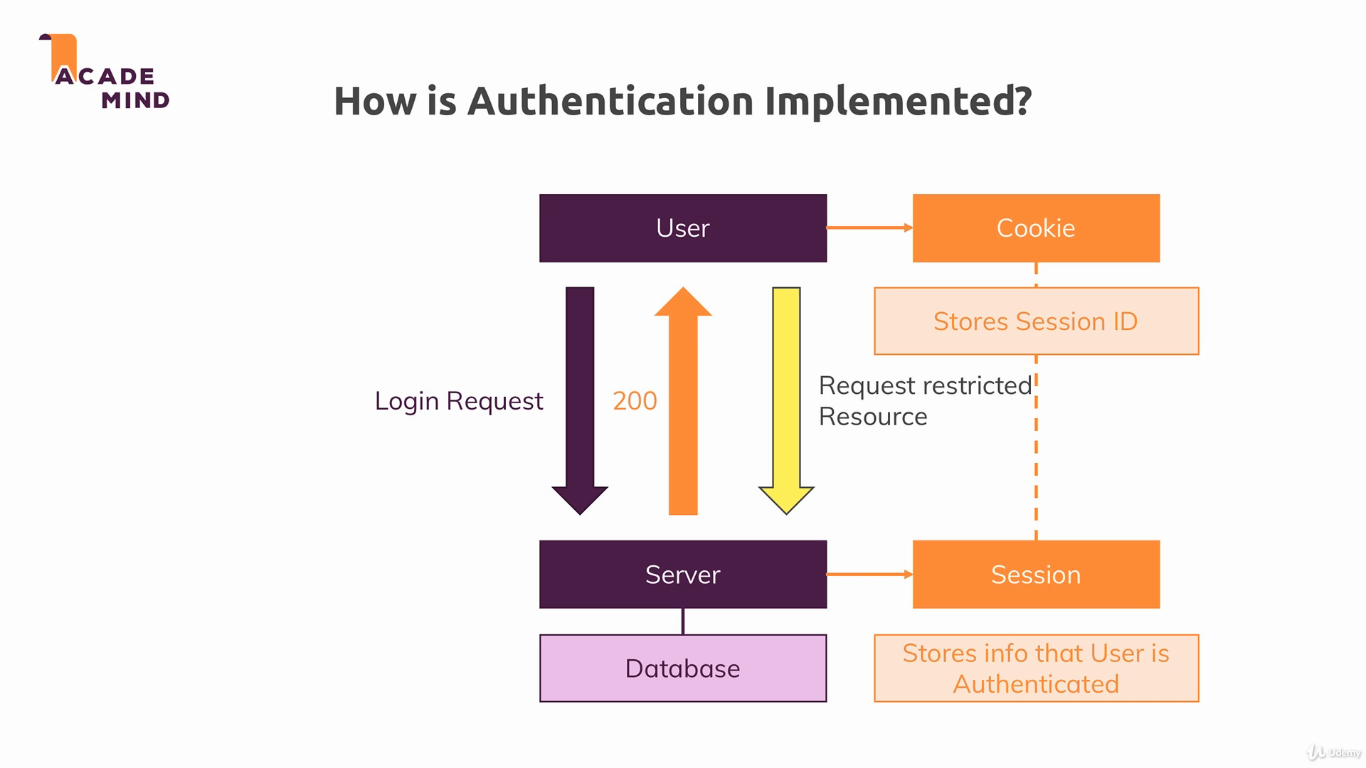 ACADE
MIND
How is Authentication Implemented?
User
Cookie
Stores Session ID
Login Request
200
Request restricted
Resource
Server
Session
Database
Stores info that User is
Authenticated
Udemy